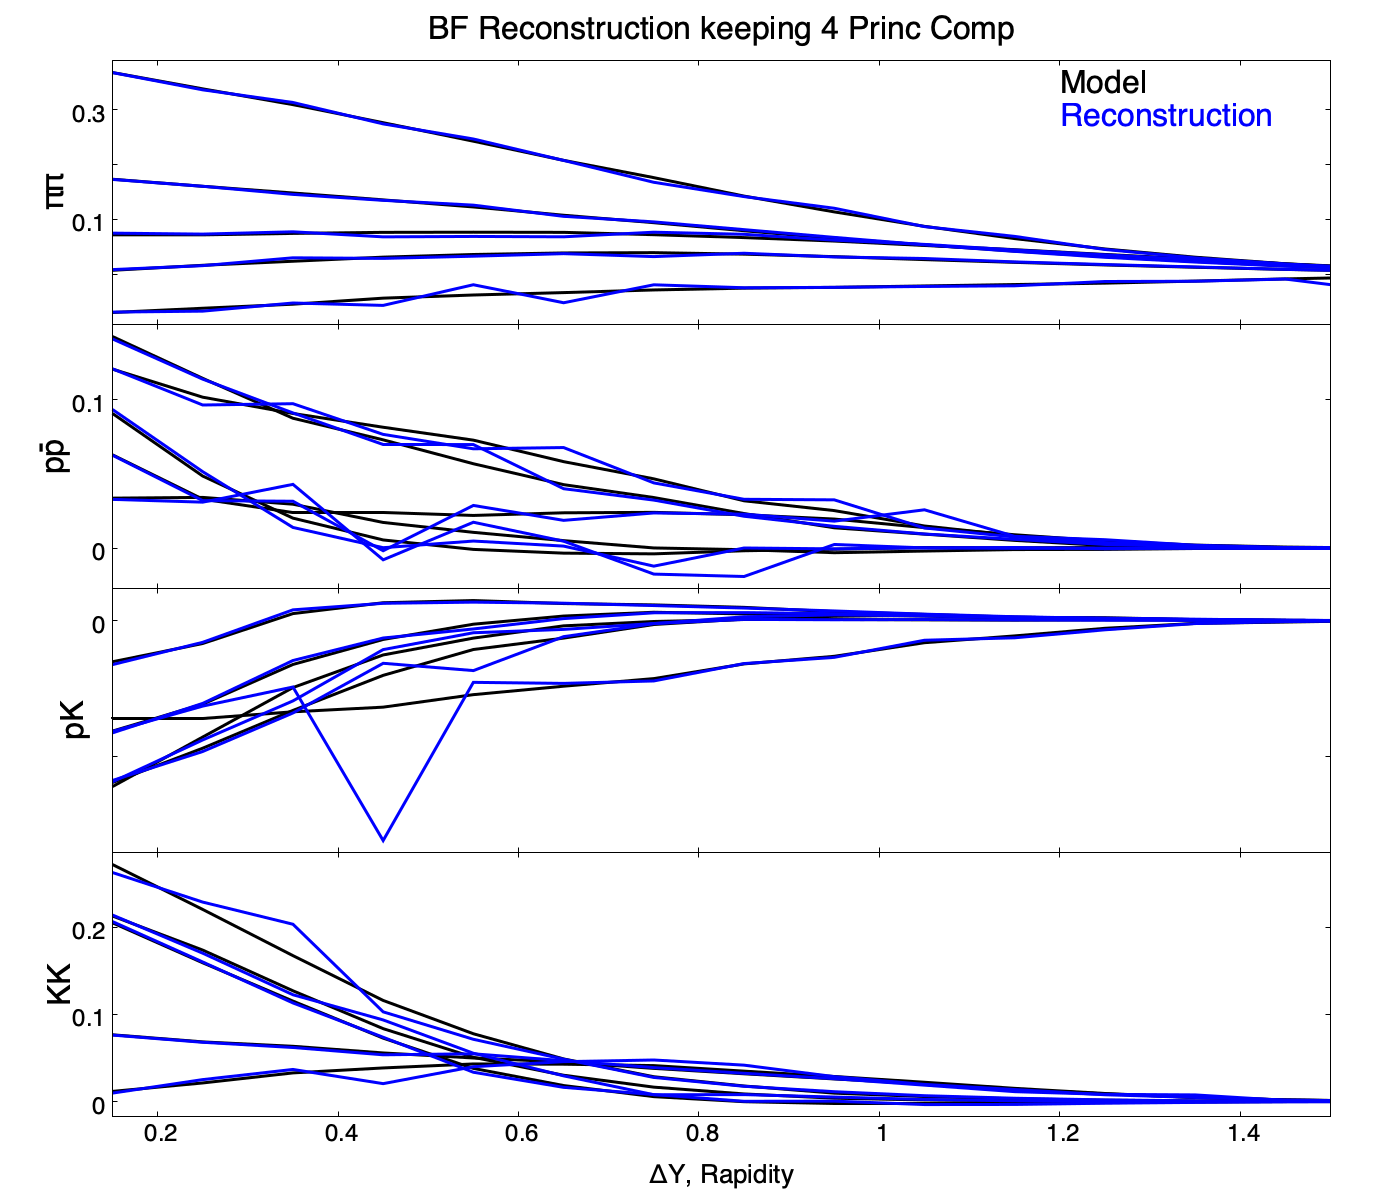 BF Reconstruction keeping 4 Princ Comp
Model
Reconstruction
0.3
0.1
ππ
0.1
0
pp̄
0
pK
0.2
0.1
0
KK
0.2 0.4 0.6 0.8 1 1.2 1.4
ΔY, Rapidity